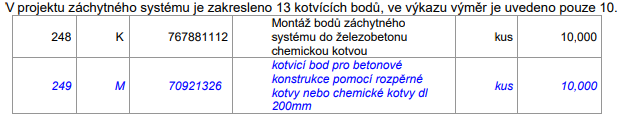 V projektu záchytného systému je zakresleno 13 kotvících bodů, ve výkazu výměr je uvedeno pouze 10.
248 K 767881112 Montáž bodů záchytného systému do železobetonu chemickou kotvou kus 10,000
249 M 70921326 kotvicí bod pro betonové konstrukce pomocí rozpěrné kotvy nebo chemické kotvy dl 200mm kus 10,000